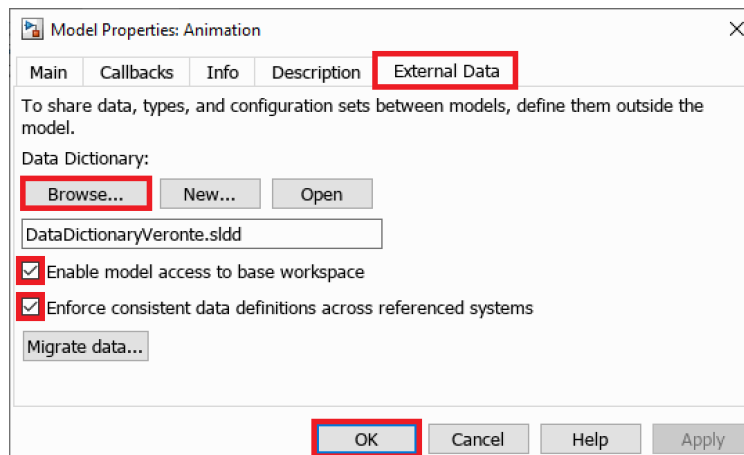 Model Properties: Animation
Main Callbacks Info Description External Data
To share data, types, and configuration sets between models, define them outside the
model.
Data Dictionary:
Browse... New... Open
DataDictionaryVeronte.sldd
Enable model access to base workspace
Enforce consistent data definitions across referenced systems
Migrate data...
OK Cancel Help Apply